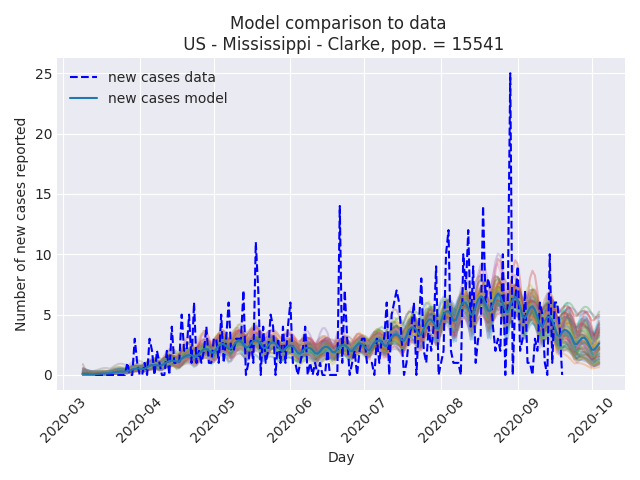 Model comparison to data
US - Mississippi - Clarke, pop. = 15541
new cases data
new cases model
Number of new cases reported
25
20
15
10
5
0
2020-03
2020-04
2020-05
2020-06
2020-07
2020-08
2020-09
2020-10
Day